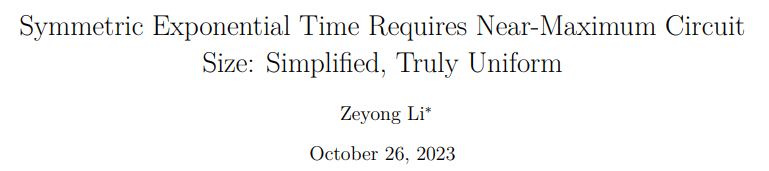 Symmetric Exponential Time Requires Near-Maximum Circuit
Size: Simplified, Truly Uniform
Zeyong Li*
October 26, 2023